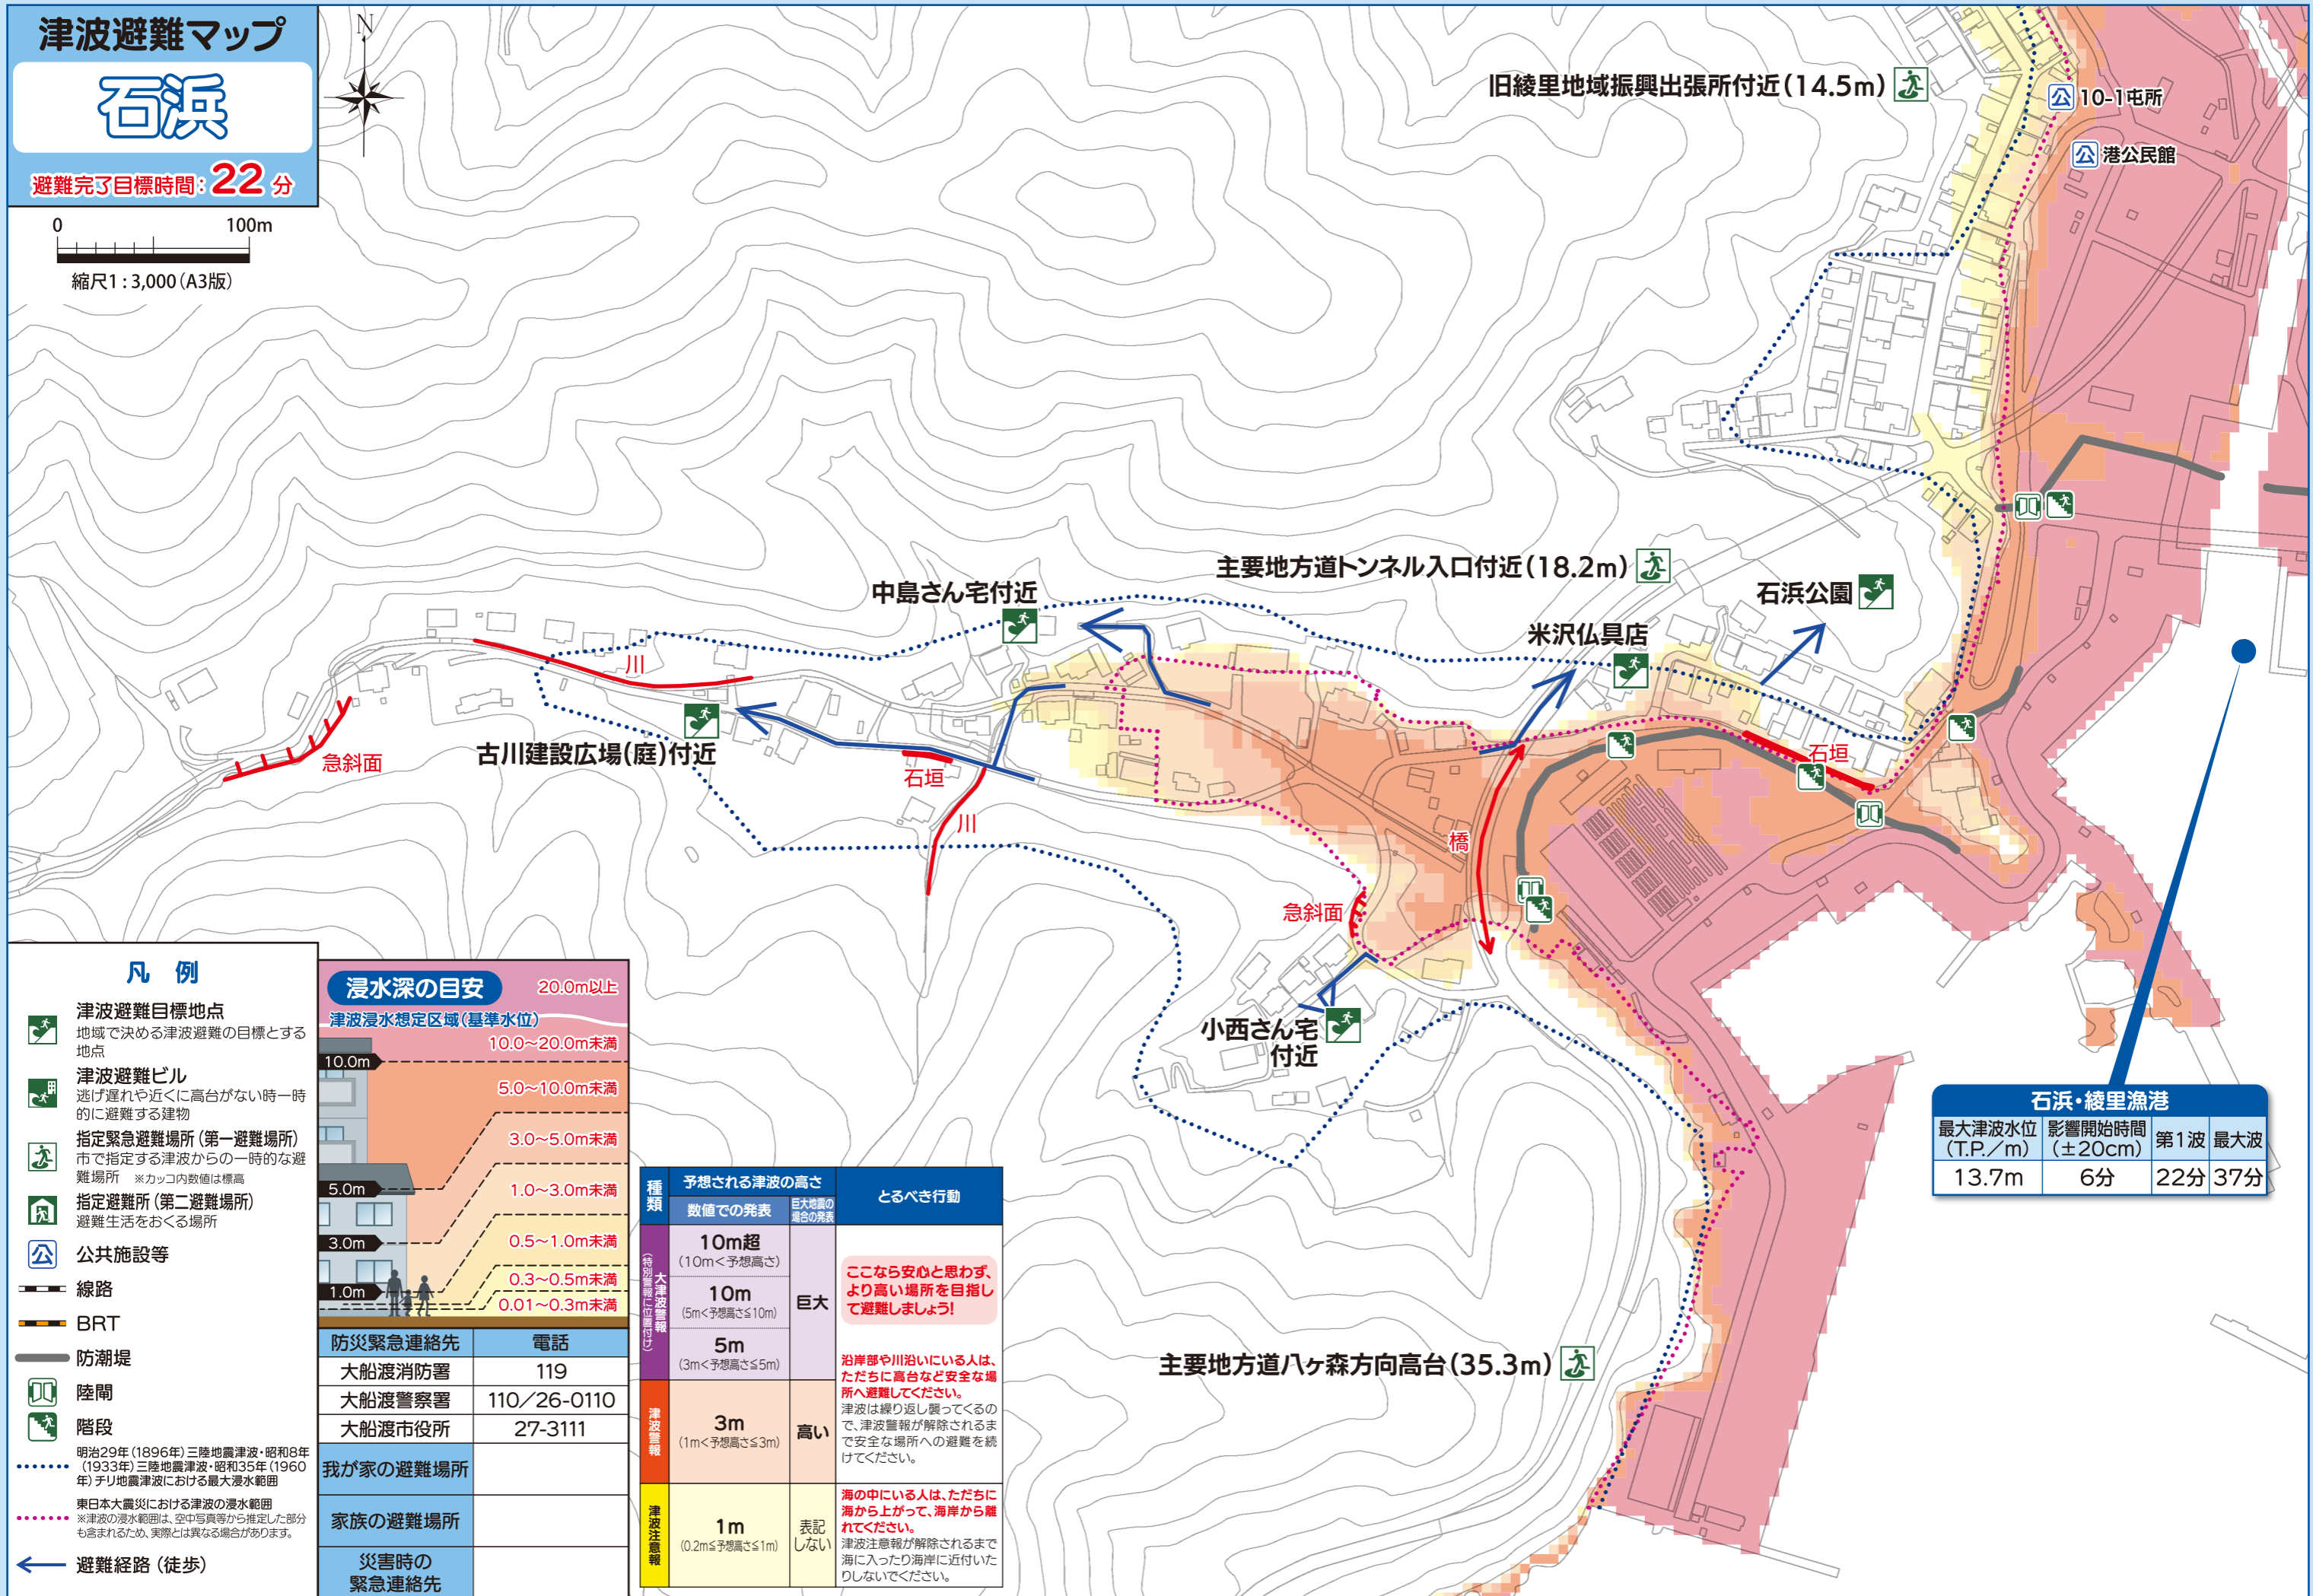 津波避難マップ
石浜
避難完了目標時間：22分
N
0 100m
縮尺1：3,000（A3版）
旧綾里地域振興出張所付近（14.5m）
公 10-1屯所
公 港公民館
主要地方道トンネル入口付近（18.2m）
中島さん宅付近
石浜公園
米沢仏具店
川
古川建設広場（庭）付近
急斜面
石垣
石垣
川
橋
急斜面
小西さん宅
付近
主要地方道八ヶ森方向高台（35.3m）
石浜・綾里漁港
最大津波水位
（T.P.／m）
影響開始時間
（±20cm）
第1波
最大波
13.7m
6分
22分
37分
凡 例
津波避難目標地点
地域で決める津波避難の目標とする
地点
津波避難ビル
逃げ遅れや近くに高台がない時一時
的に避難する建物
指定緊急避難場所（第一避難場所）
市で指定する津波からの一時的な避
難場所 ※カッコ内数値は標高
指定避難所（第二避難場所）
避難生活をおくる場所
公 公共施設等
線路
BRT
防潮堤
陸閘
階段
明治29年（1896年）三陸地震津波・昭和8年
（1933年）三陸地震津波・昭和35年（1960
年）チリ地震津波における最大浸水範囲
東日本大震災における津波の浸水範囲
※津波の浸水範囲は、空中写真等から推定した部分
も含まれるため、実際とは異なる場合があります。
避難経路（徒歩）
浸水深の目安
20.0m以上
津波浸水想定区域（基準水位）
10.0～20.0m未満
10.0m
5.0～10.0m未満
3.0～5.0m未満
5.0m
1.0～3.0m未満
3.0m
0.5～1.0m未満
0.3～0.5m未満
1.0m
0.01～0.3m未満
防災緊急連絡先 電話
大船渡消防署 119
大船渡警察署 110／26-0110
大船渡市役所 27-3111
我が家の避難場所
家族の避難場所
災害時の
緊急連絡先
種類
予想される津波の高さ
数値での発表
巨大地震の
場合の発表
とるべき行動
大津波警報
（特別警報に位置付け）
10m超
（10m＜予想高さ）
10m
（5m＜予想高さ≦10m）
5m
（3m＜予想高さ≦5m）
巨大
ここなら安心と思わず、
より高い場所を目指し
て避難しましょう！
沿岸部や川沿いにいる人は、
ただちに高台など安全な場
所へ避難してください。
津波は繰り返し襲ってくるの
で、津波警報が解除されるま
で安全な場所への避難を続
けてください。
津波警報
3m
（1m＜予想高さ≦3m）
高い
津波注意報
1m
（0.2m≦予想高さ≦1m）
表記
しない
海の中にいる人は、ただちに
海から上がって、海岸から離
れてください。
津波注意報が解除されるまで
海に入ったり海岸に近付いた
りしないでください。